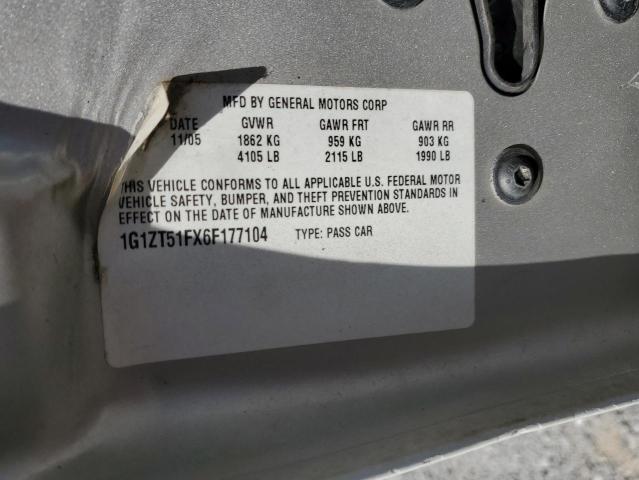 MFD BY GENERAL MOTORS CORP
DATE GVWR GAWR FRT GAWR RR
11/05 1862 KG 959 KG 903 KG
4105 LB 2115 LB 1990 LB
THIS VEHICLE CONFORMS TO ALL APPLICABLE U.S. FEDERAL MOTOR
VEHICLE SAFETY, BUMPER, AND THEFT PREVENTION STANDARDS IN
EFFECT ON THE DATE OF MANUFACTURE SHOWN ABOVE.
1G1ZT51FX6F177104 TYPE: PASS CAR